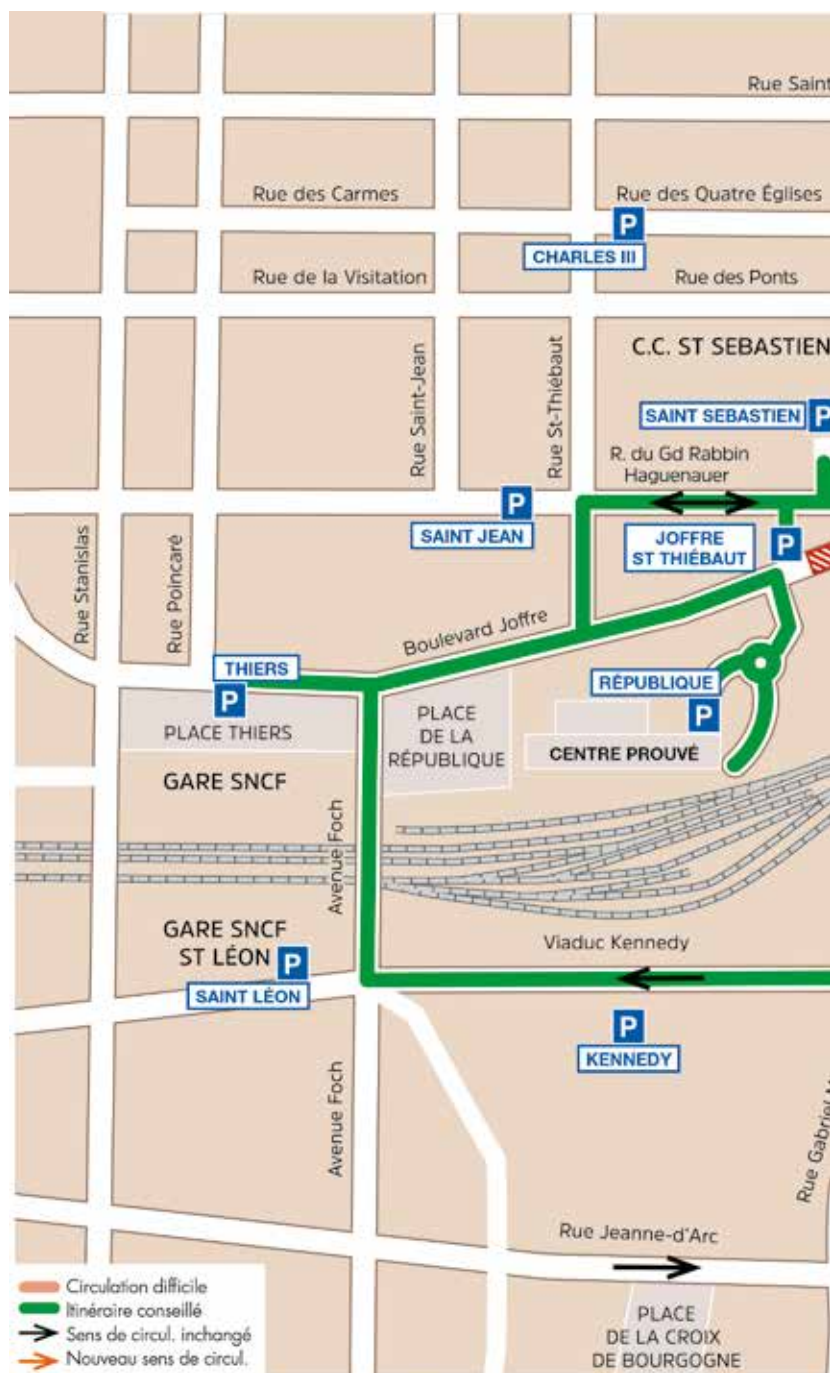 Rue Saint
Rue des Carmes
Rue des Quatre Églises
P
CHARLES III
Rue de la Visitation
Rue des Ponts
C.C. ST SEBASTIEN
Rue Saint-Jean
Rue St-Thiébaut
SAINT SEBASTIEN P
R. du Gd Rabbin
Haguenauer
P
SAINT JEAN
JOFFRE
ST THIÉBAUT
P
Rue Stanislas
Rue Poincaré
Boulevard Joffre
THIERS
P
PLACE THIERS
RÉPUBLIQUE
P
PLACE
DE LA
RÉPUBLIQUE
CENTRE PROUVÉ
GARE SNCF
Avenue Foch
GARE SNCF
ST LÉON
P
SAINT LÉON
Viaduc Kennedy
P
KENNEDY
Avenue Foch
Rue Gabriel
Rue Jeanne-d'Arc
PLACE
DE LA CROIX
DE BOURGOGNE
Circulation difficile
Itinéraire conseillé
Sens de circul. inchangé
Nouveau sens de circul.